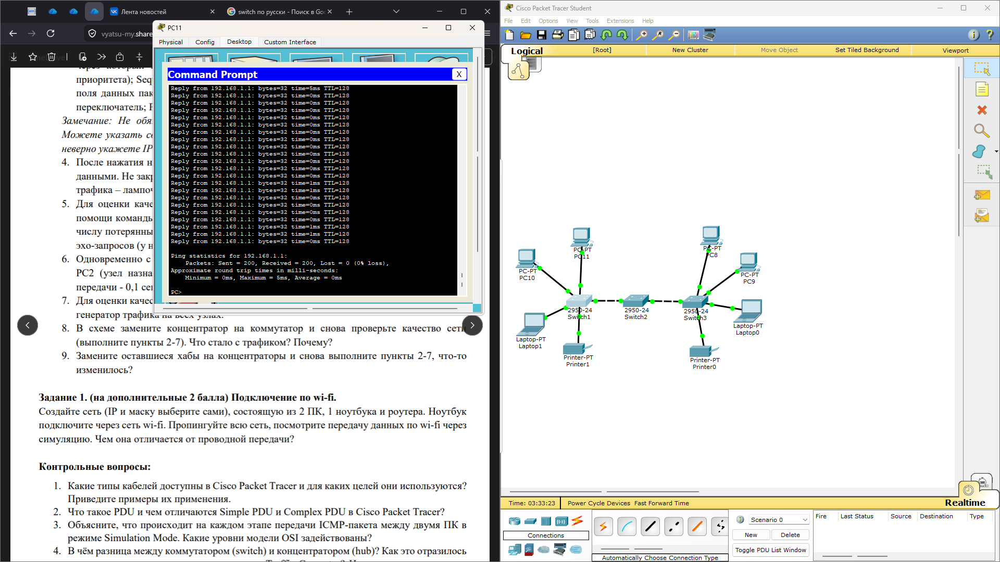 Лента новостей
switch по русски - Поиск в Goo
vyatsu-my.share
через который
приоритета); Seq
поля данных пак
переключатель; Р
Замечание: Не обя
Можете указать с
неверно укажете IP
4. После нажатия н
данными. Не закр
трафика – лампоч
5. Для оценки каче
помощи команды
числу потерянны
эхо-запросов (у н
6. Одновременно с
PC2 (узел назна
передачи - 0,1 се
7. Для оценки качес
генератор трафика на всех узлах.
8. В схеме замените концентратор на коммутатор и снова проверьте качество сети
(выполните пункты 2-7). Что стало с трафиком? Почему?
9. Замените оставшиеся хабы на концентраторы и снова выполните пункты 2-7, что-то
изменилось?
Задание 1. (на дополнительные 2 балла) Подключение по wi-fi.
Создайте сеть (IP и маску выберите сами), состоящую из 2 ПК, 1 ноутбука и роутера. Ноутбук
подключите через сеть wi-fi. Пропингуйте всю сеть, посмотрите передачу данных по wi-fi через
симуляцию. Чем она отличается от проводной передачи?
Контрольные вопросы:
1. Какие типы кабелей доступны в Cisco Packet Tracer и для каких целей они используются?
Приведите примеры их применения.
2. Что такое PDU и чем отличаются Simple PDU и Complex PDU в Cisco Packet Tracer?
3. Объясните, что происходит на каждом этапе передачи ICMP-пакета между двумя ПК в
режиме Simulation Mode. Какие уровни модели OSI задействованы?
4. В чём разница между коммутатором (switch) и концентратором (hub)? Как это отразилось
PC11
Physical Config Desktop Custom Interface
Command Prompt X
Reply from 192.168.1.1: bytes=32 time=5ms TTL=128
Reply from 192.168.1.1: bytes=32 time=0ms TTL=128
Reply from 192.168.1.1: bytes=32 time=0ms TTL=128
Reply from 192.168.1.1: bytes=32 time=0ms TTL=128
Reply from 192.168.1.1: bytes=32 time=0ms TTL=128
Reply from 192.168.1.1: bytes=32 time=0ms TTL=128
Reply from 192.168.1.1: bytes=32 time=0ms TTL=128
Reply from 192.168.1.1: bytes=32 time=0ms TTL=128
Reply from 192.168.1.1: bytes=32 time=0ms TTL=128
Reply from 192.168.1.1: bytes=32 time=0ms TTL=128
Reply from 192.168.1.1: bytes=32 time=0ms TTL=128
Reply from 192.168.1.1: bytes=32 time=0ms TTL=128
Reply from 192.168.1.1: bytes=32 time=0ms TTL=128
Reply from 192.168.1.1: bytes=32 time=1ms TTL=128
Reply from 192.168.1.1: bytes=32 time=1ms TTL=128
Reply from 192.168.1.1: bytes=32 time=0ms TTL=128
Reply from 192.168.1.1: bytes=32 time=0ms TTL=128
Reply from 192.168.1.1: bytes=32 time=0ms TTL=128
Reply from 192.168.1.1: bytes=32 time=0ms TTL=128
Reply from 192.168.1.1: bytes=32 time=1ms TTL=128
Reply from 192.168.1.1: bytes=32 time=1ms TTL=128
Reply from 192.168.1.1: bytes=32 time=0ms TTL=128
Ping statistics for 192.168.1.1:
Packets: Sent = 200, Received = 200, Lost = 0 (0% loss),
Approximate round trip times in milli-seconds:
Minimum = 0ms, Maximum = 5ms, Average = 0ms
PC>
Cisco Packet Tracer Student
File Edit Options View Tools Extensions Help
Logical [Root] New Cluster Move Object Set Tiled Background Viewport
PC-PT
PC11
PC-PT
PC8
PC-PT
PC10
PC-PT
PC9
2950-24
Switch1
2950-24
Switch2
2950-24
Switch3
Laptop-PT
Laptop1
Laptop-PT
Laptop0
Printer-PT
Printer1
Printer-PT
Printer0
Time: 03:33:23 Power Cycle Devices Fast Forward Time
Realtime
Connections
Automatically Choose Connection Type
Scenario 0
New Delete
Toggle PDU List Window
Fire Last Status Source Destination Type